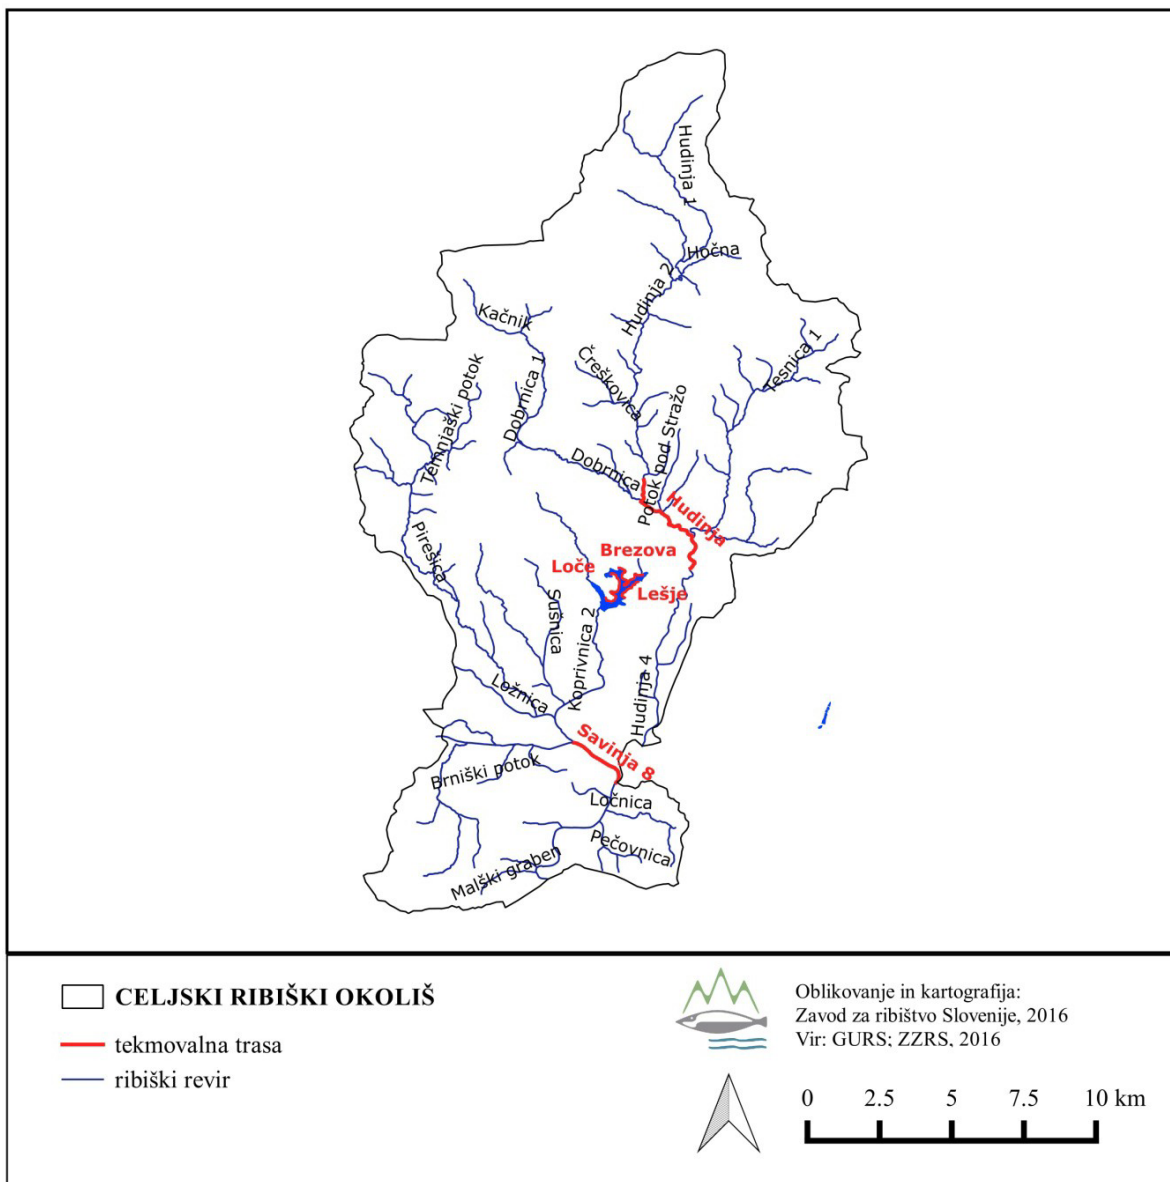 Hudinja 1
Hočna
Hudinja 2
Kačnik
Tesnica 1
Čreškovica
Temnjaški potok
Dobrnica 1
Potok pod Stražo
Dobrnica
Hudinja
Pirešica
Brezova
Loče
Lešje
Sušnica
Koprivnica 2
Hudinja 4
Ložnica
Savinja 8
Brniški potok
Ločnica
Pečovnica
Malški graben
CELJSKI RIBIŠKI OKOLIŠ
tekmovalna trasa
ribiški revir
Oblikovanje in kartografija:
Zavod za ribištvo Slovenije, 2016
Vir: GURS; ZZRS, 2016
0 2.5 5 7.5 10 km